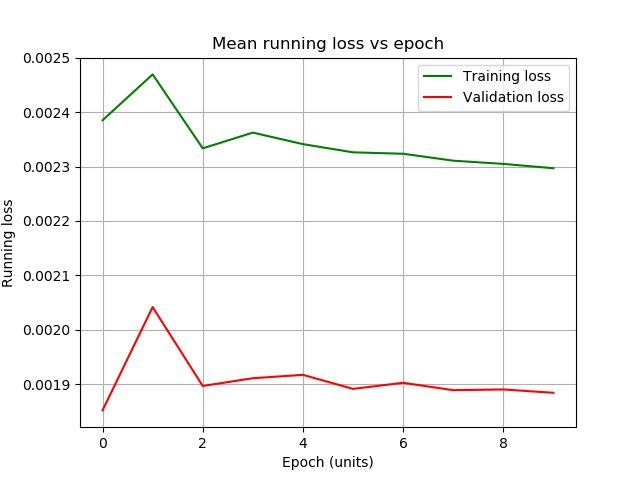 Mean running loss vs epoch
0.0025
0.0024
0.0023
0.0022
0.0021
0.0020
0.0019
Running loss
Training loss
Validation loss
0 2 4 6 8
Epoch (units)